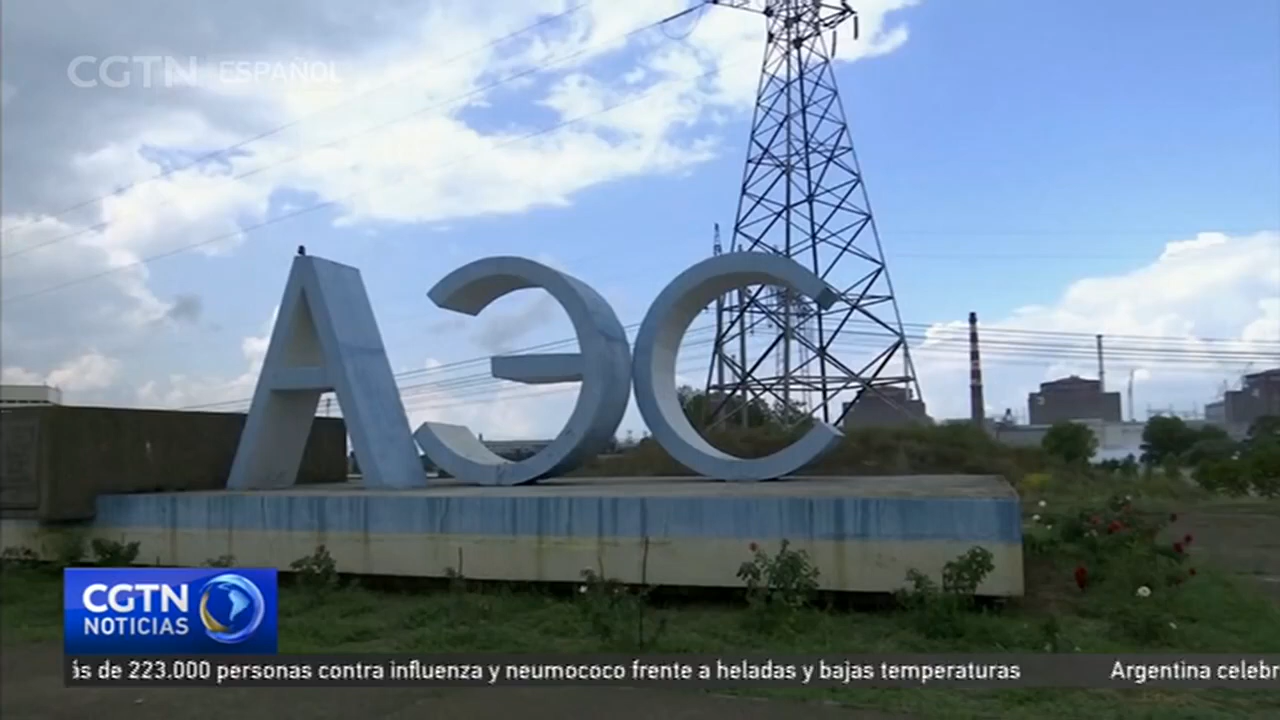 CGTN ESPAÑOL
АЭС
CGTN
NOTICIAS
ás de 223.000 personas contra influenza y neumococo frente a heladas y bajas temperaturas Argentina celebr